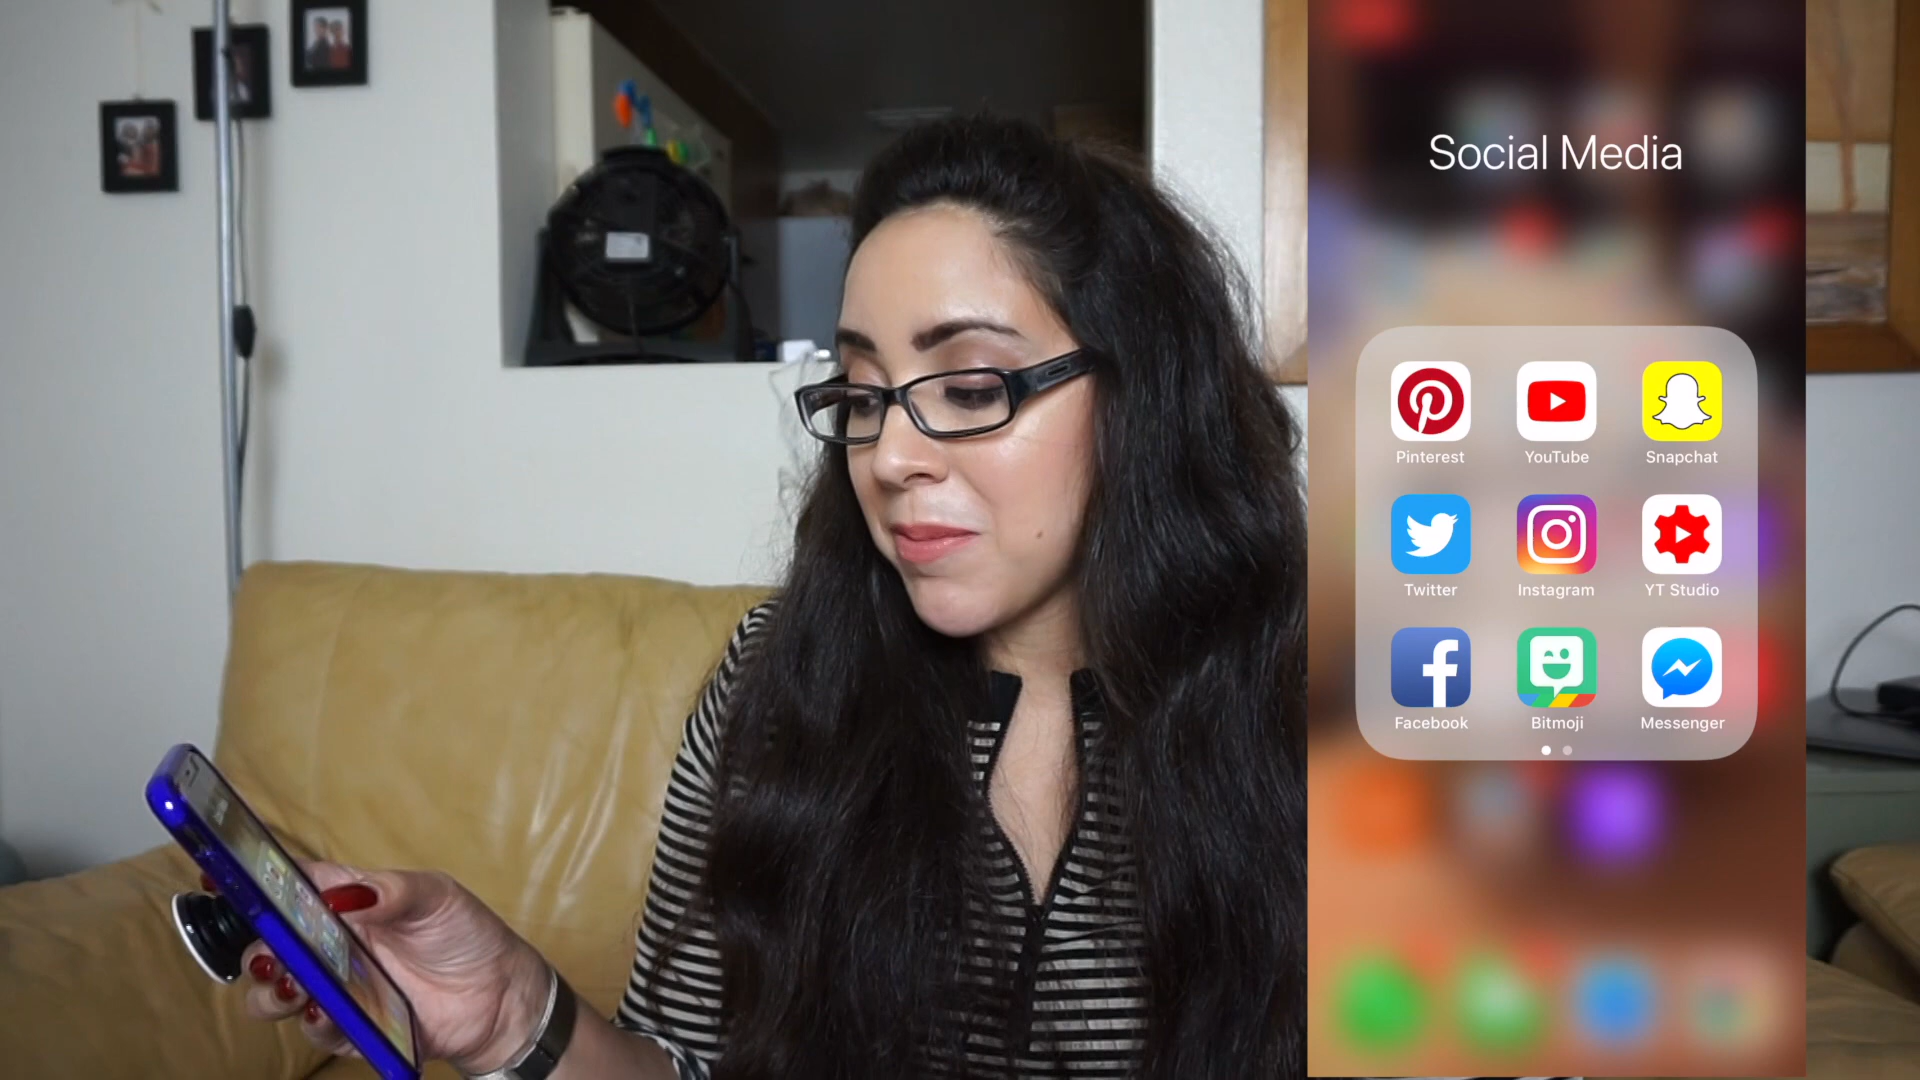 Social Media
Pinterest YouTube Snapchat
Twitter Instagram YT Studio
Facebook Bitmoji Messenger